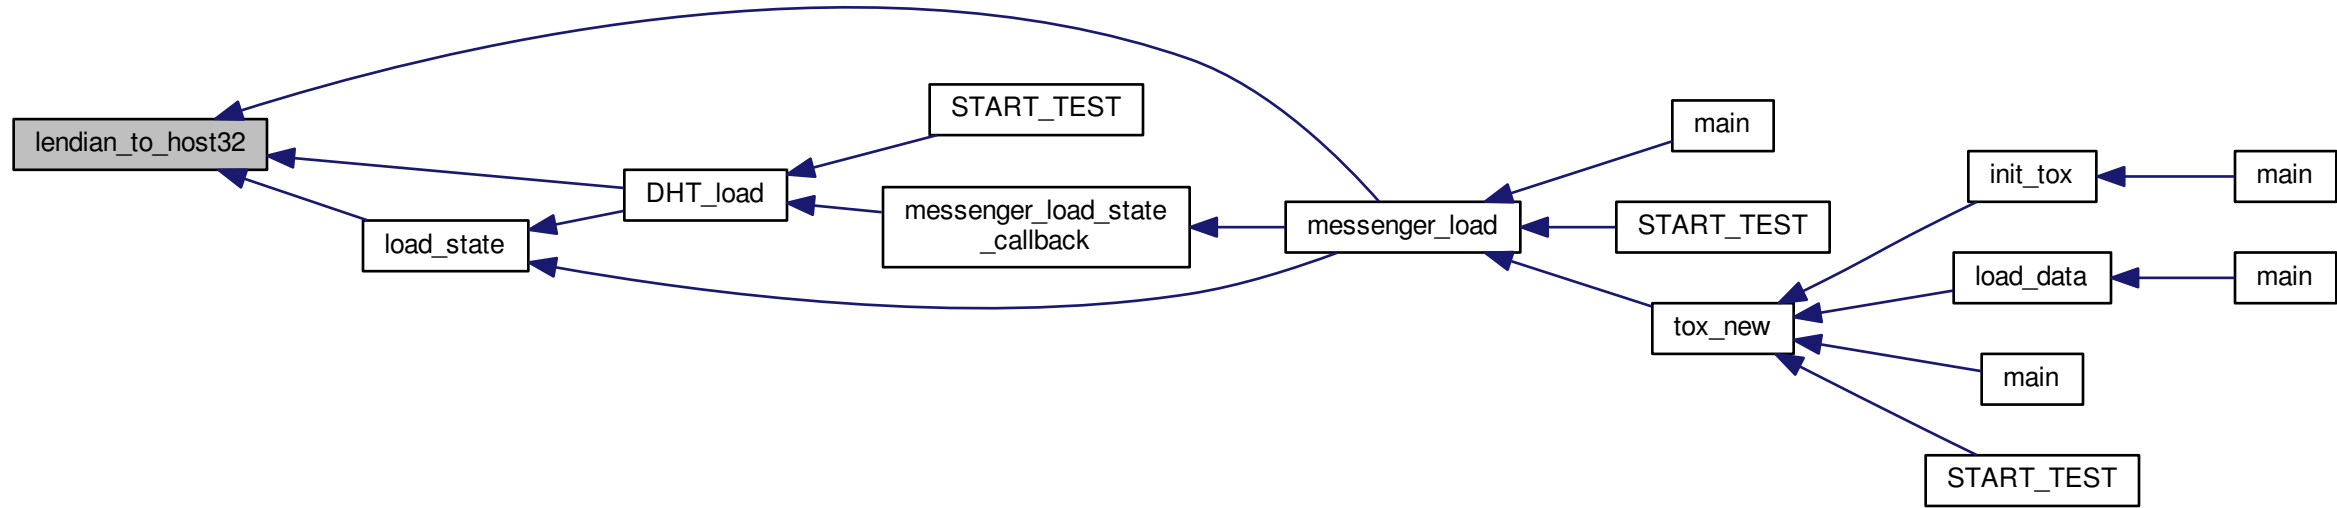 lendian_to_host32
load_state
DHT_load
START_TEST
messenger_load_state
_callback
messenger_load
main
START_TEST
tox_new
init_tox
load_data
main
START_TEST
main
main